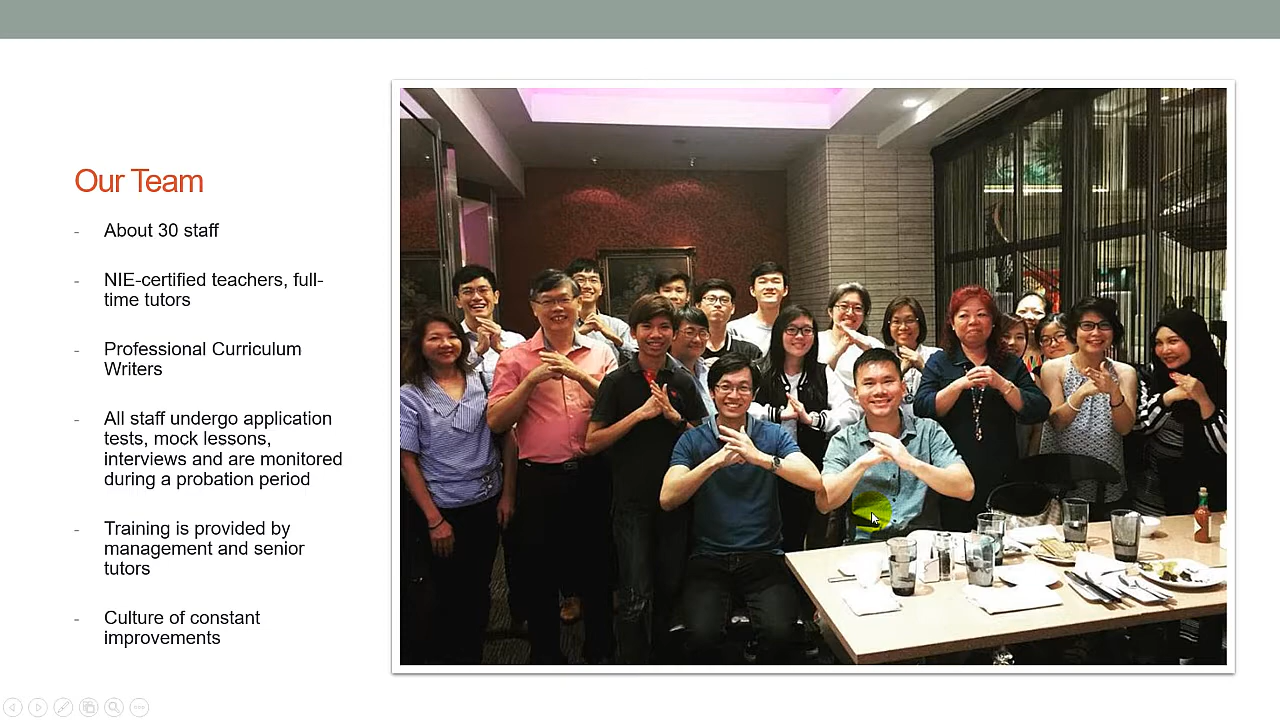 Our Team
- About 30 staff
- NIE-certified teachers, full-
time tutors
- Professional Curriculum
Writers
- All staff undergo application
tests, mock lessons,
interviews and are monitored
during a probation period
- Training is provided by
management and senior
tutors
- Culture of constant
improvements